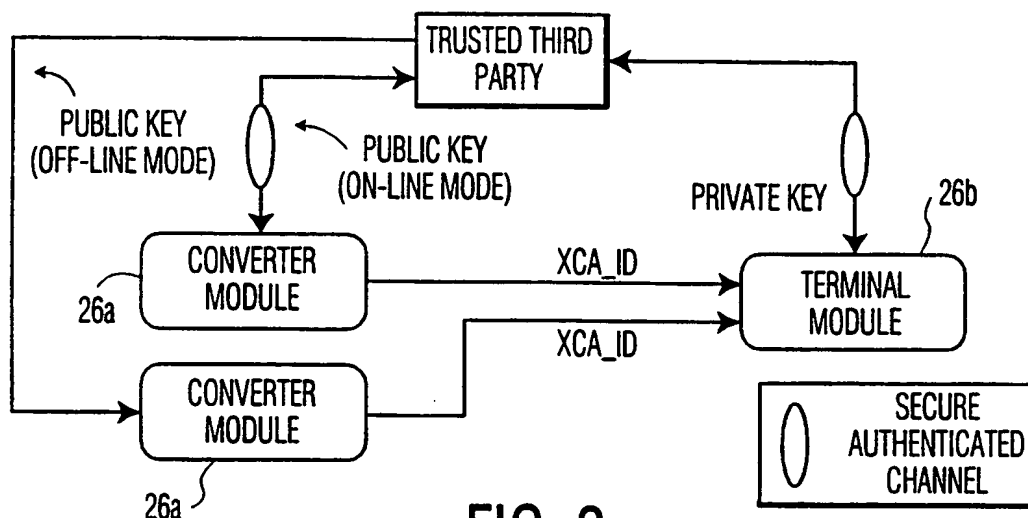 TRUSTED THIRD
PARTY
PUBLIC KEY
(OFF-LINE MODE)
PUBLIC KEY
(ON-LINE MODE)
PRIVATE KEY
26b
CONVERTER
MODULE
26a
XCA_ID
TERMINAL
MODULE
XCA_ID
CONVERTER
MODULE
26a
SECURE
AUTHENTICATED
CHANNEL